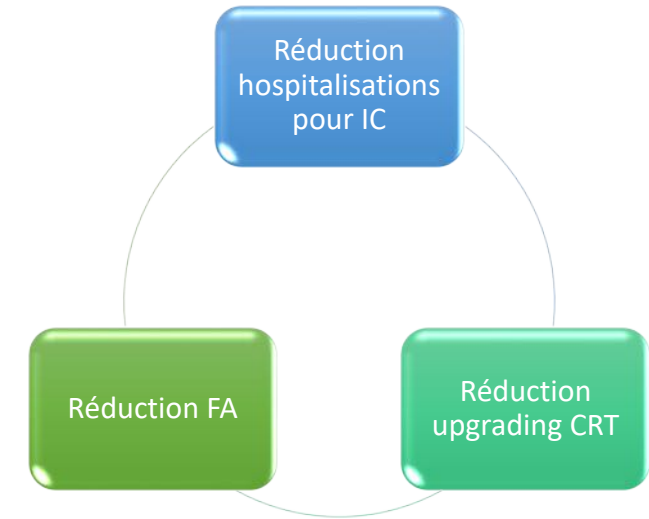 Réduction
hospitalisations
pour IC
Réduction FA
Réduction
upgrading CRT